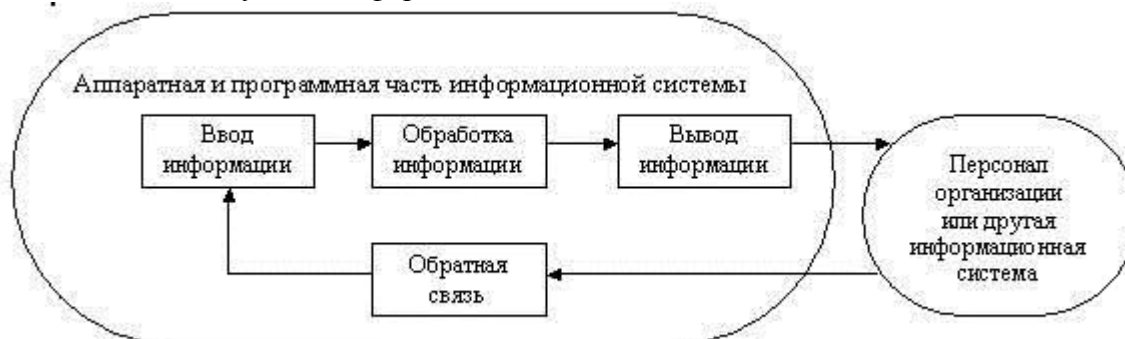 Аппаратная и программная часть информационной системы
Ввод
информации
Обработка
информации
Вывод
информации
Персонал
организации
или другая
информационная
система
Обратная
связь